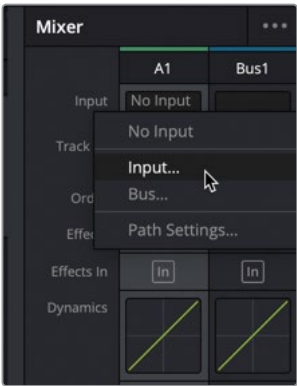 Mixer
A1 Bus1
Input No Input
No Input
Track
Input...
Bus...
Ord
Effec Path Settings...
Effects In In In
Dynamics